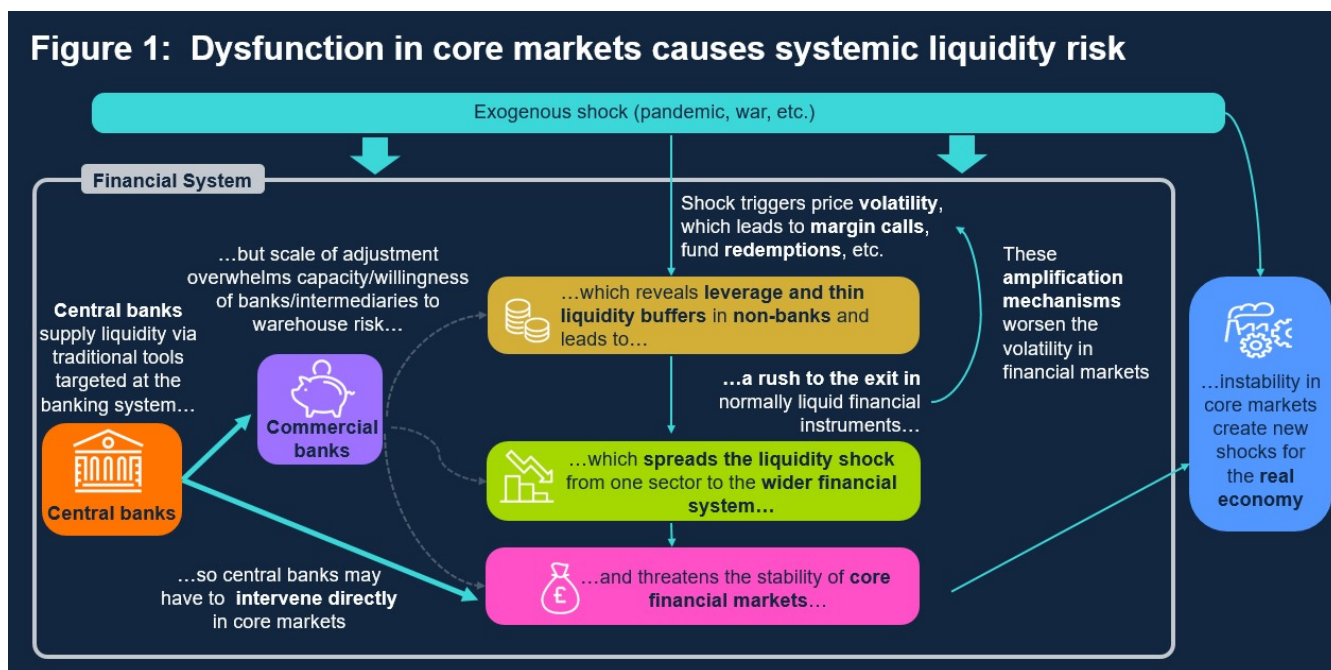 Figure 1:  Dysfunction in core markets causes systemic liquidity risk
Exogenous shock (pandemic, war, etc.)
Financial System
Central banks
supply liquidity via
traditional tools
targeted at the
banking system…
Central banks
…but scale of adjustment
overwhelms capacity/willingness
of banks/intermediaries to
warehouse risk…
Commercial
banks
…so central banks may
have to intervene directly
in core markets
Shock triggers price volatility,
which leads to margin calls,
fund redemptions, etc.
…which reveals leverage and thin
liquidity buffers in non-banks and
leads to…
…a rush to the exit in
normally liquid financial
instruments…
…which spreads the liquidity shock
from one sector to the wider financial
system…
£
…and threatens the stability of core
financial markets…
These
amplification
mechanisms
worsen the
volatility in
financial markets
…instability in
core markets
create new
shocks for
the real
economy